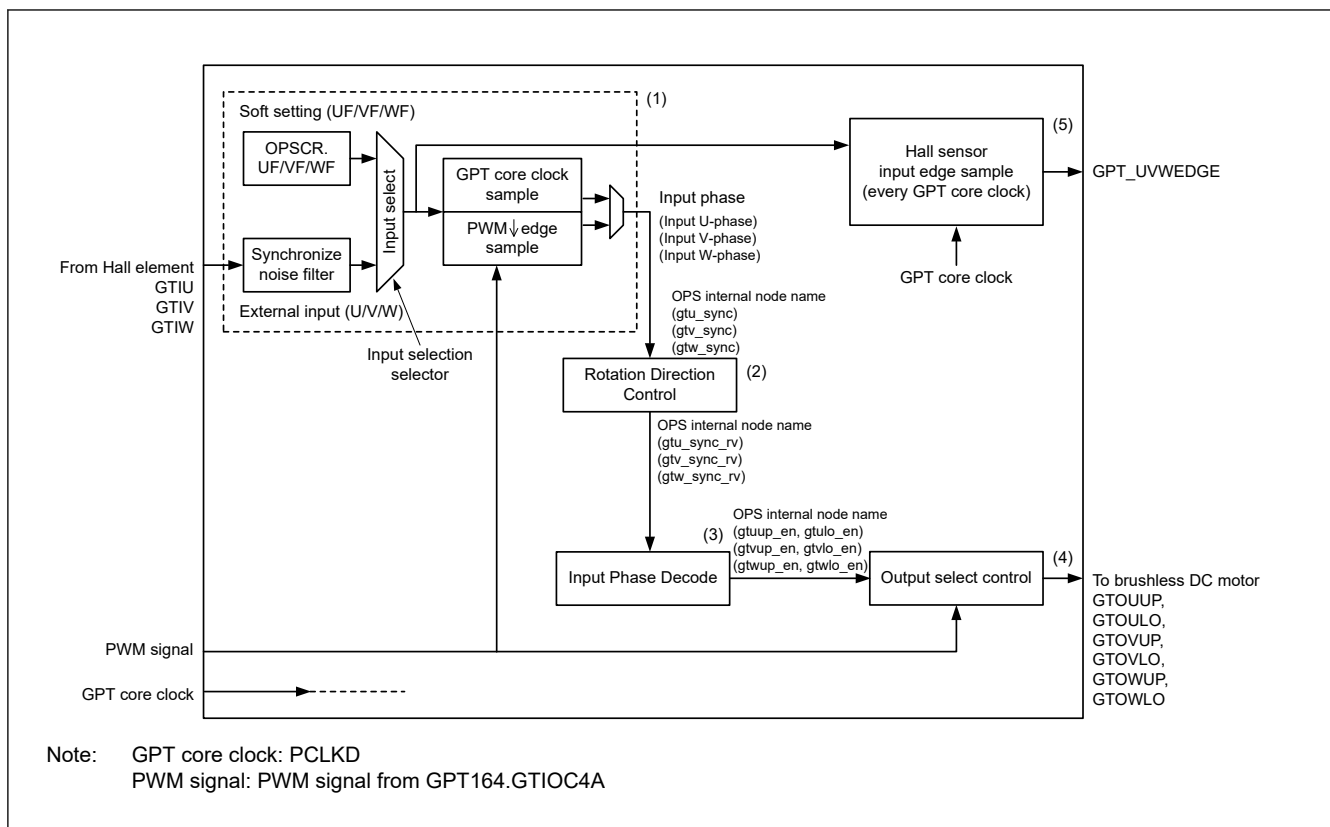 (1)
Soft setting (UF/VF/WF)
OPSCR.
UF/VF/WF
Input select
GPT core clock
sample
PWM↓edge
sample
Synchronize
noise filter
External input (U/V/W)
From Hall element
GTIU
GTIV
GTIW
Input selection
selector
Input phase
(Input U-phase)
(Input V-phase)
(Input W-phase)
OPS internal node name
(gtu_sync)
(gtv_sync)
(gtw_sync)
(5)
Hall sensor
input edge sample
(every GPT core clock)
GPT_UVWEDGE
GPT core clock
(2)
Rotation Direction
Control
OPS internal node name
(gtu_sync_rv)
(gtv_sync_rv)
(gtw_sync_rv)
(3)
Input Phase Decode
OPS internal node name
(gtuup_en, gtulo_en)
(gtvup_en, gtvlo_en)
(gtwup_en, gtwlo_en)
(4)
Output select control
To brushless DC motor
GTOUUP,
GTOULO,
GTOVUP,
GTOVLO,
GTOWUP,
GTOWLO
PWM signal
GPT core clock
Note: GPT core clock: PCLKD
PWM signal: PWM signal from GPT164.GTIOC4A